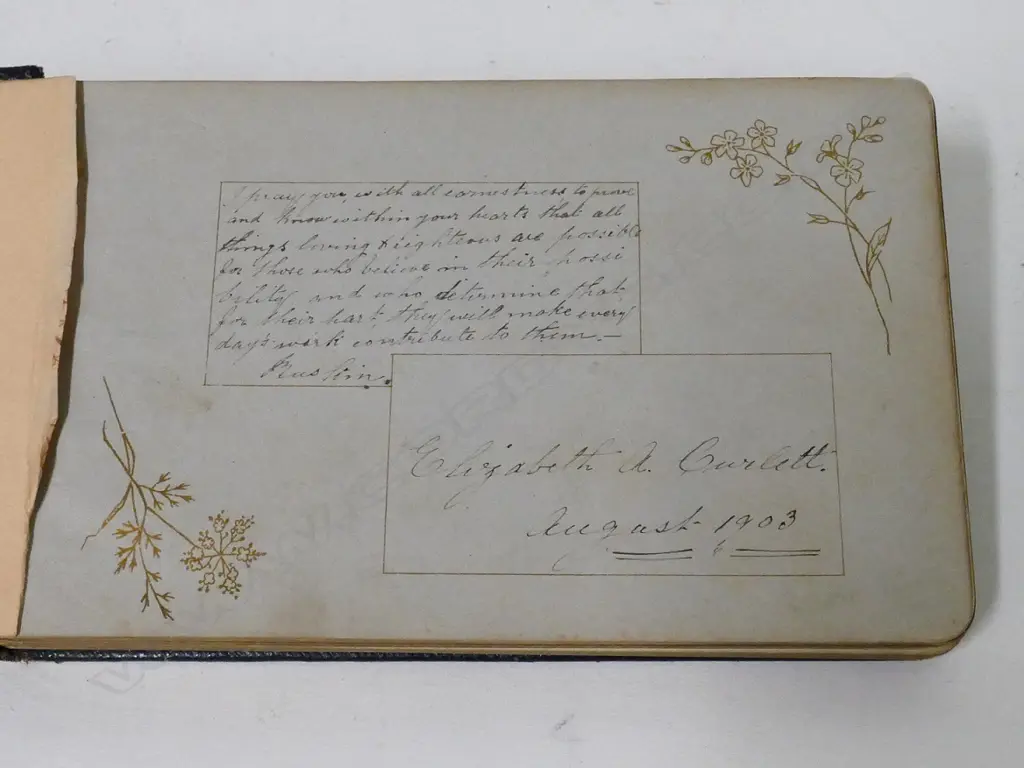 I pray you, with all earnestness to prove
and know within your hearts that all
things loving & righteous are possible
for those who believe in their possi
bility, and who determine that,
for their part, they will make every
day's work contribute to them.—
Ruskin.
Elizabeth A. Curlett.
August 1903